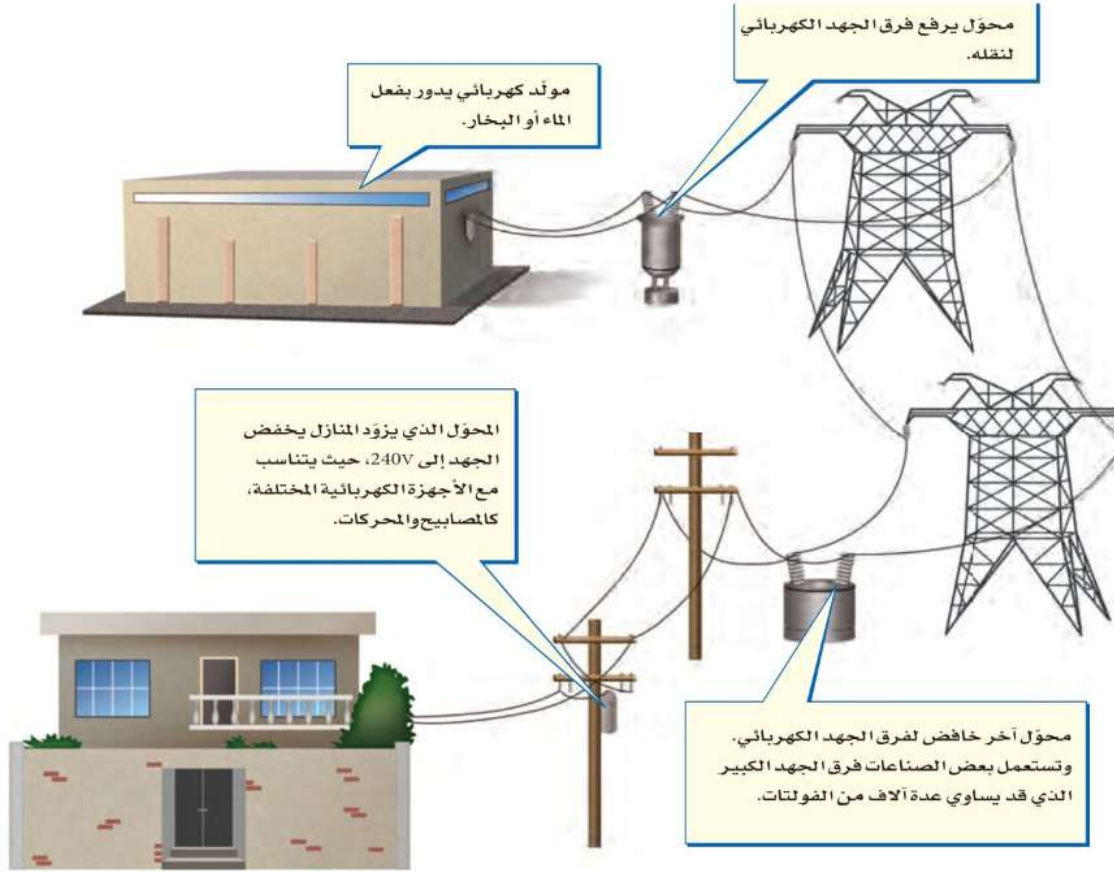 محوّل يرفع فرق الجهد الكهربائي
لنقله.
مولّد كهربائي يدور بفعل
الماء أو البخار.
المحوّل الذي يزوّد المنازل يخفض
الجهد إلى 240V، حيث يتناسب
مع الأجهزة الكهربائية المختلفة،
كالمصابيح والمحركات.
محوّل آخر خافض لفرق الجهد الكهربائي.
وتستعمل بعض الصناعات فرق الجهد الكبير
الذي قد يساوي عدة آلاف من الفولتات.